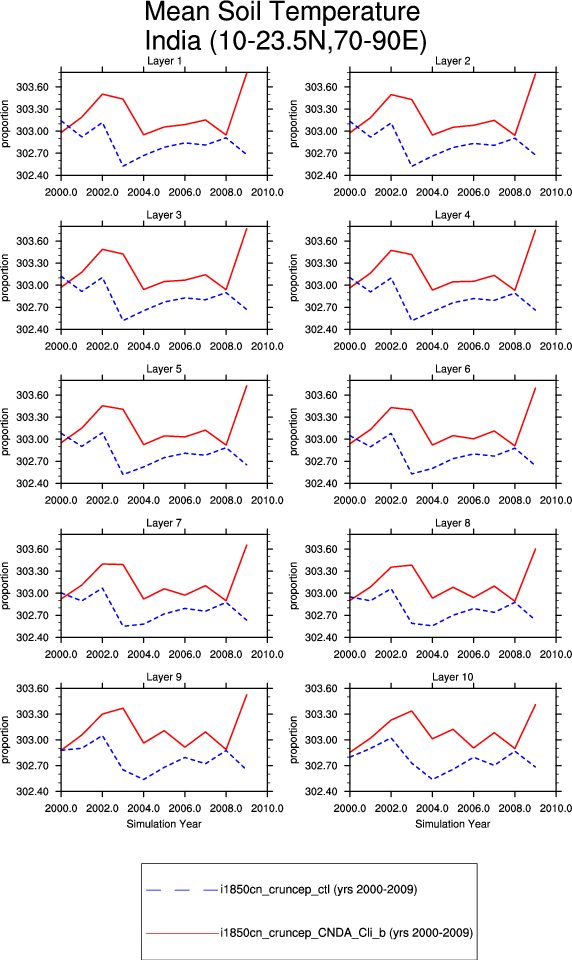 Mean Soil Temperature
India (10-23.5N,70-90E)
Layer 1
Layer 2
proportion
303.60
303.30
303.00
302.70
302.40
2000.0 2002.0 2004.0 2006.0 2008.0 2010.0
proportion
303.60
303.30
303.00
302.70
302.40
2000.0 2002.0 2004.0 2006.0 2008.0 2010.0
Layer 3
Layer 4
proportion
303.60
303.30
303.00
302.70
302.40
2000.0 2002.0 2004.0 2006.0 2008.0 2010.0
proportion
303.60
303.30
303.00
302.70
302.40
2000.0 2002.0 2004.0 2006.0 2008.0 2010.0
Layer 5
Layer 6
proportion
303.60
303.30
303.00
302.70
302.40
2000.0 2002.0 2004.0 2006.0 2008.0 2010.0
proportion
303.60
303.30
303.00
302.70
302.40
2000.0 2002.0 2004.0 2006.0 2008.0 2010.0
Layer 7
Layer 8
proportion
303.60
303.30
303.00
302.70
302.40
2000.0 2002.0 2004.0 2006.0 2008.0 2010.0
proportion
303.60
303.30
303.00
302.70
302.40
2000.0 2002.0 2004.0 2006.0 2008.0 2010.0
Layer 9
Layer 10
proportion
303.60
303.30
303.00
302.70
302.40
2000.0 2002.0 2004.0 2006.0 2008.0 2010.0
Simulation Year
proportion
303.60
303.30
303.00
302.70
302.40
2000.0 2002.0 2004.0 2006.0 2008.0 2010.0
Simulation Year
i1850cn_cruncep_ctl (yrs 2000-2009)
i1850cn_cruncep_CNDA_Cli_b (yrs 2000-2009)